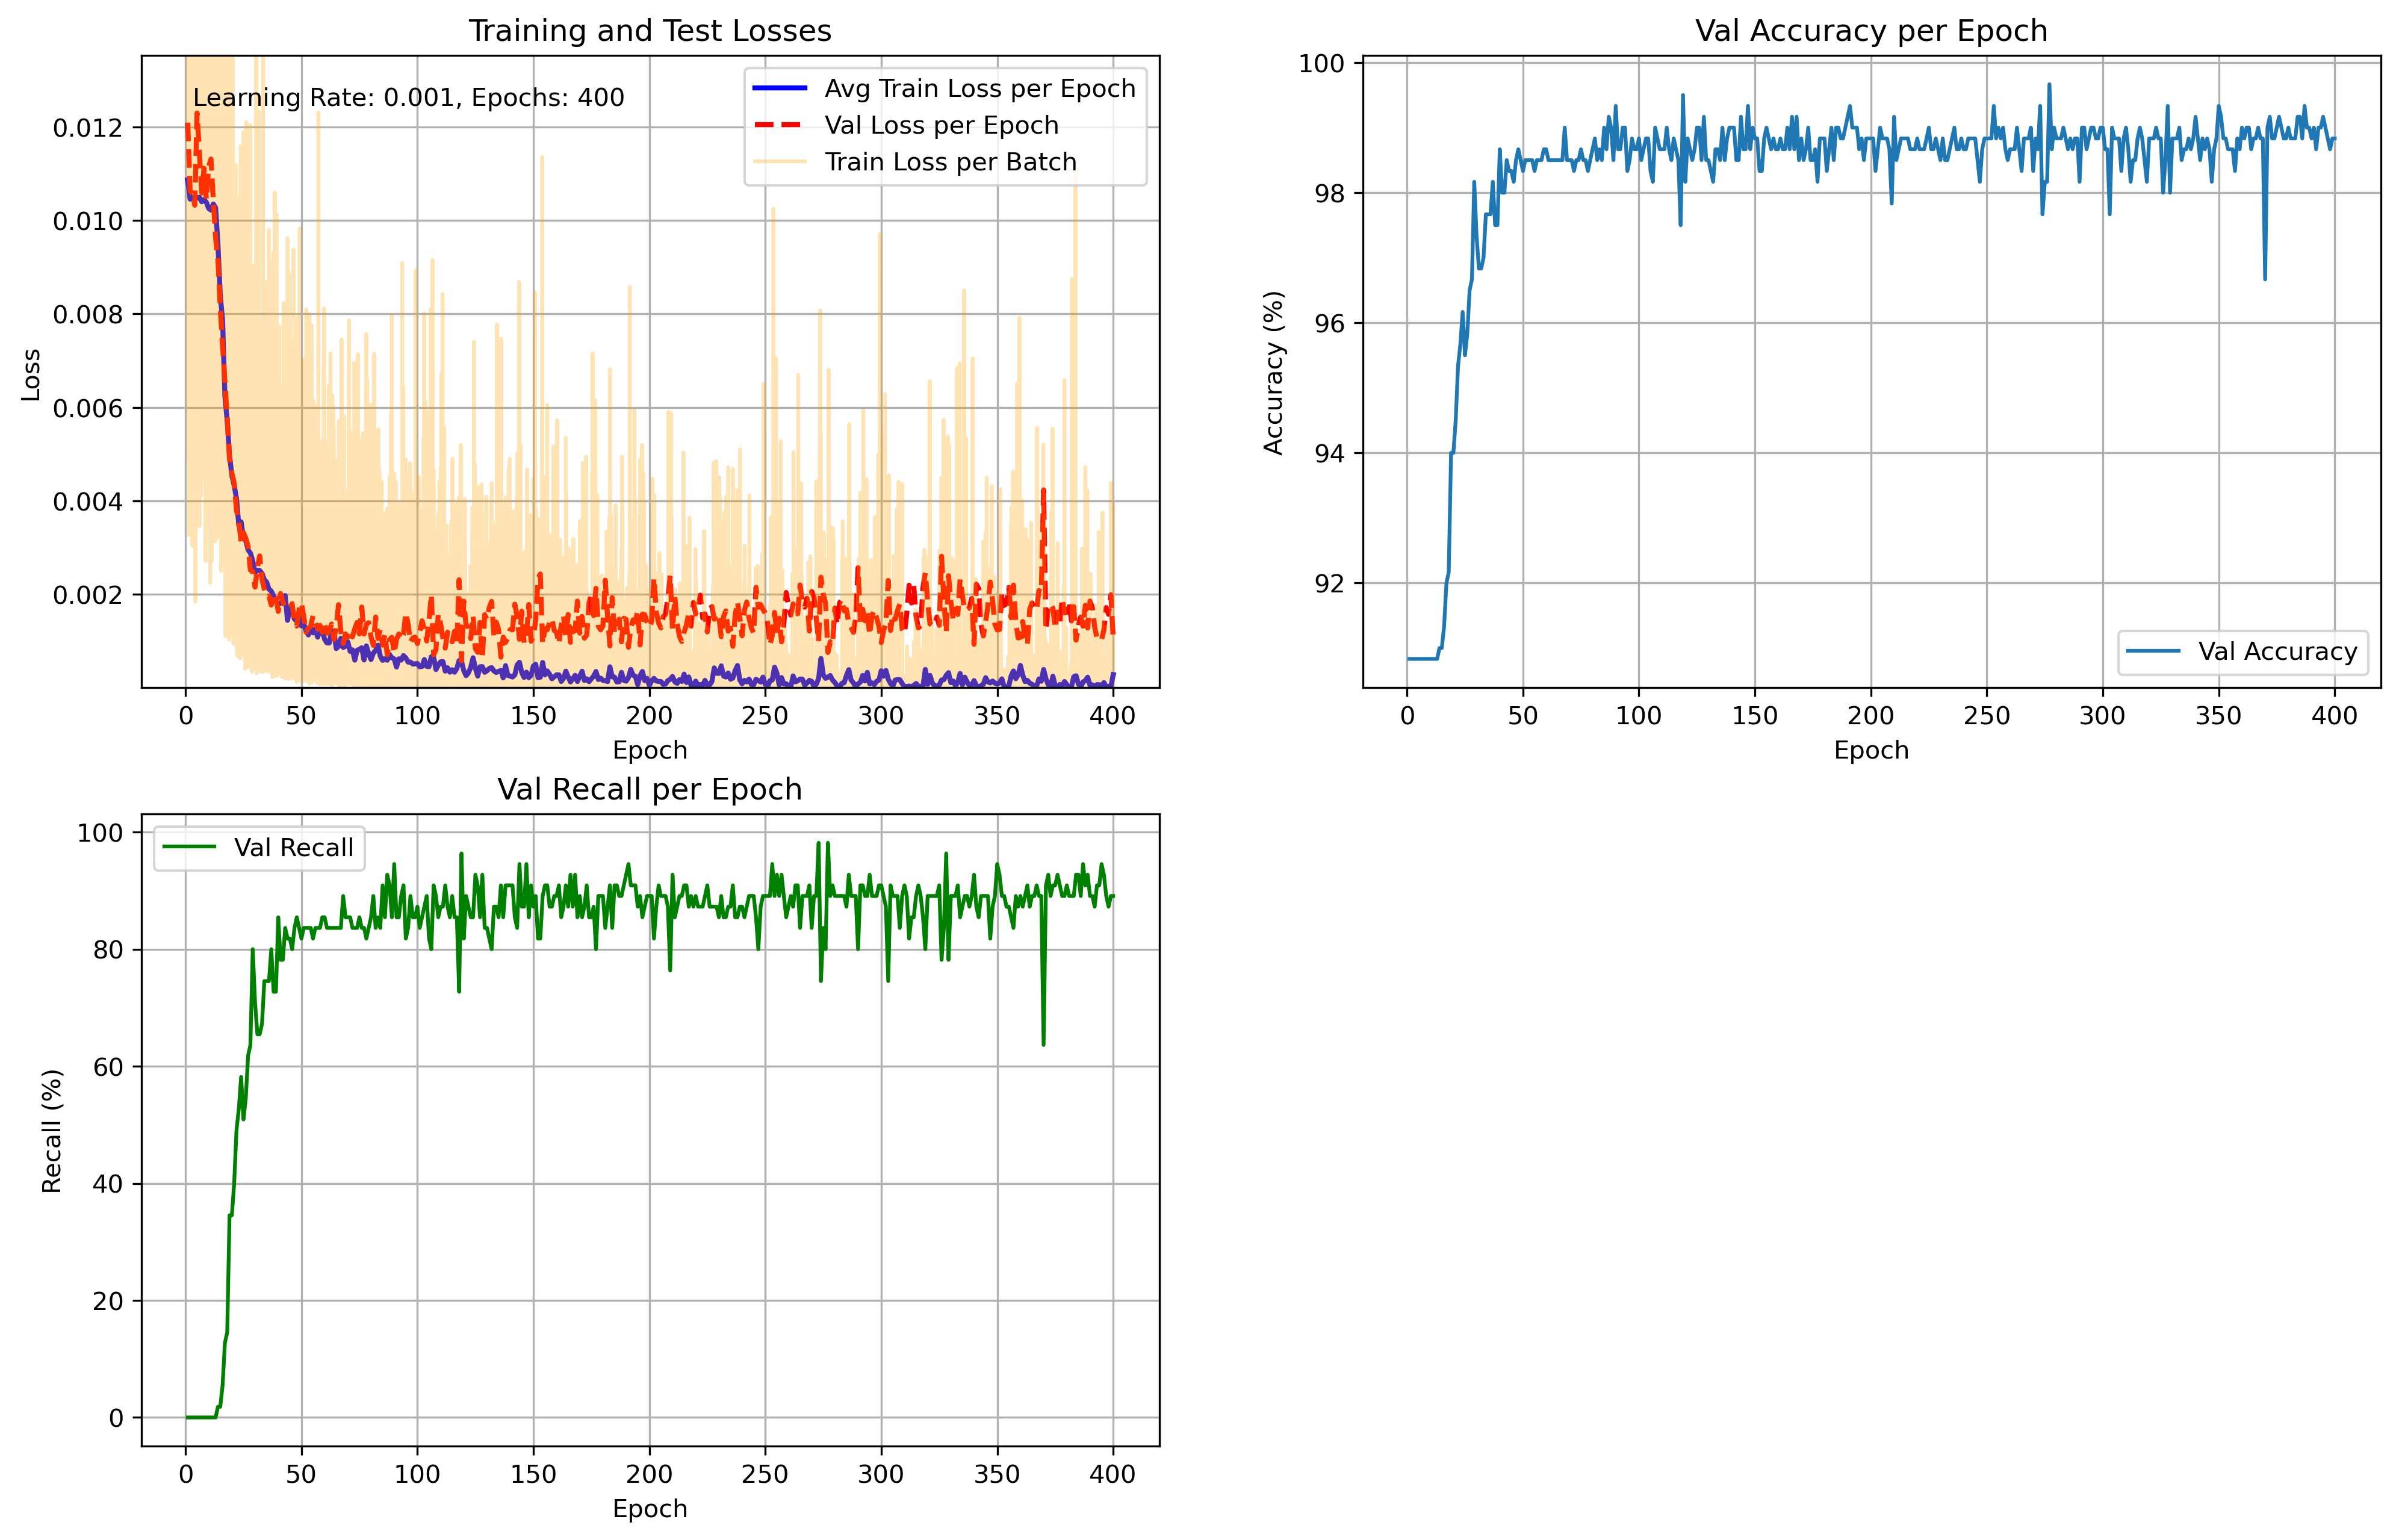 Training and Test Losses
Learning Rate: 0.001, Epochs: 400
Avg Train Loss per Epoch
Val Loss per Epoch
Train Loss per Batch
0.012
0.010
0.008
0.006
0.004
0.002
Loss
0 50 100 150 200 250 300 350 400
Epoch
Val Accuracy per Epoch
100
98
96
94
92
Accuracy (%)
Val Accuracy
0 50 100 150 200 250 300 350 400
Epoch
Val Recall per Epoch
Val Recall
100
80
60
40
20
0
Recall (%)
0 50 100 150 200 250 300 350 400
Epoch